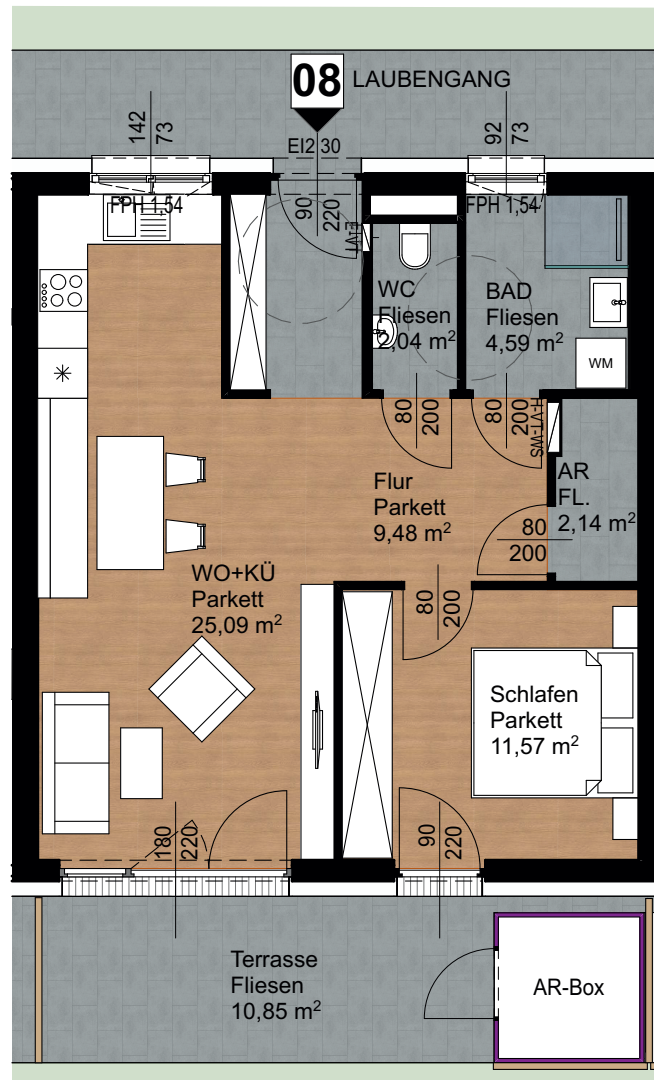 08 LAUBENGANG
142
73
EI2 30
92
73
FPH 1,54
90
220
E-VT
FPH 1,54
WC
Fliesen
2,04 m²
BAD
Fliesen
4,59 m²
WM
80
200
80
200
H-VT-WS
Flur
Parkett
9,48 m²
AR
FL.
2,14 m²
80
200
WO+KÜ
Parkett
25,09 m²
80
200
Schlafen
Parkett
11,57 m²
180
220
90
220
Terrasse
Fliesen
10,85 m²
AR-Box